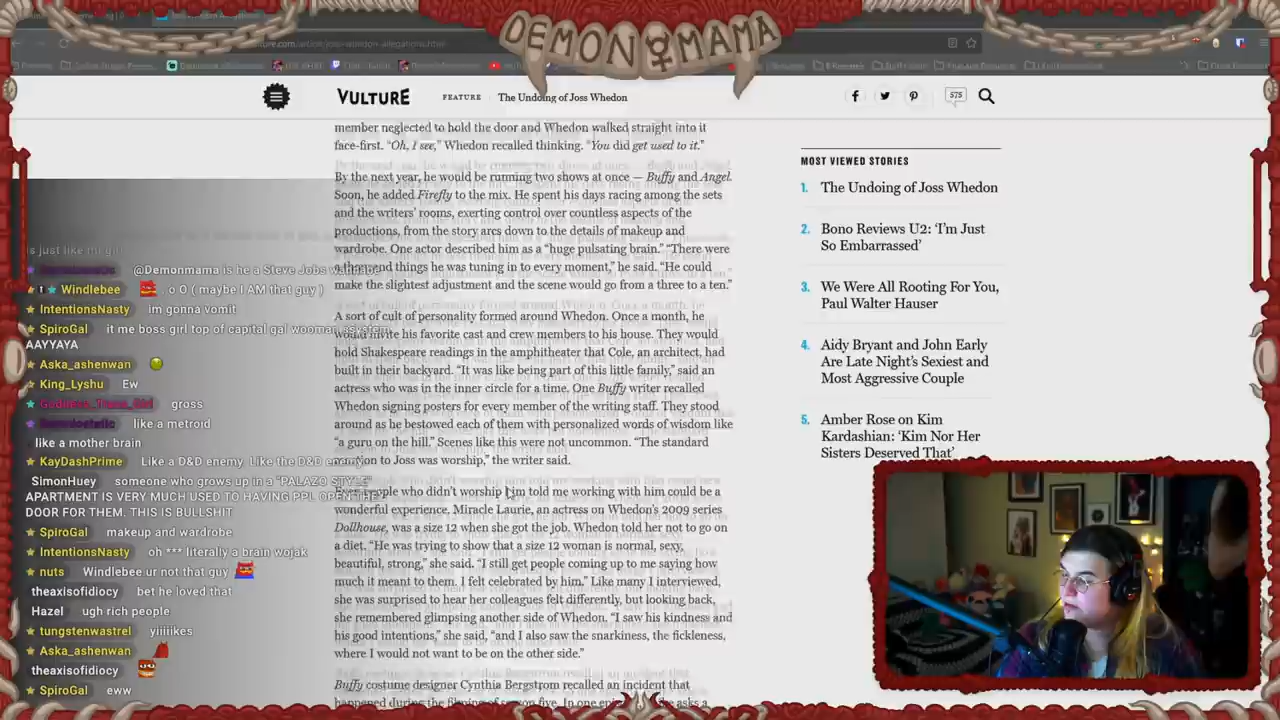 DEMON MAMA
VULTURE
FEATURE
The Undoing of Joss Whedon
575
member neglected to hold the door and Whedon walked straight into it
face-first. “Oh, I see,” Whedon recalled thinking. “You did get used to it.”
By the next year, he would be running two shows at once — Buffy and Angel.
Soon, he added Firefly to the mix. He spent his days racing among the sets
and the writers’ rooms, exerting control over countless aspects of the
productions, from the story arcs down to the details of makeup and
wardrobe. One actor described him as a “huge pulsating brain.” “There were
a thousand things he was tuning in to every moment,” he said. “He could
make the slightest adjustment and the scene would go from a three to a ten.”
A sort of cult of personality formed around Whedon. Once a month, he
would invite his favorite cast and crew members to his house. They would
hold Shakespeare readings in the amphitheater that Cole, an architect, had
built in their backyard. “It was like being part of this little family,” said an
actress who was in the inner circle for a time. One Buffy writer recalled
Whedon signing posters for every member of the writing staff. They stood
around as he bestowed each of them with personalized words of wisdom like
“a guru on the hill.” Scenes like this were not uncommon. “The standard
reaction to Joss was worship,” the writer said.
people who didn’t worship him told me working with him could be a
wonderful experience. Miracle Laurie, an actress on Whedon’s 2009 series
Dollhouse, was a size 12 when she got the job. Whedon told her not to go on
a diet. “He was trying to show that a size 12 woman is normal, sexy,
beautiful, strong,” she said. “I still get people coming up to me saying how
much it meant to them. I felt celebrated by him.” Like many I interviewed,
she was surprised to hear her colleagues felt differently, but looking back,
she remembered glimpsing another side of Whedon. “I saw his kindness and
his good intentions,” she said, “and I also saw the snarkiness, the fickleness,
where I would not want to be on the other side.”
Buffy costume designer Cynthia Bergstrom recalled an incident that
happened during the filming of season five. In one asks a
MOST VIEWED STORIES
1. The Undoing of Joss Whedon
2. Bono Reviews U2: ‘I’m Just
So Embarrassed’
3. We Were All Rooting For You,
Paul Walter Hauser
4. Aidy Bryant and John Early
Are Late Night’s Sexiest and
Most Aggressive Couple
5. Amber Rose on Kim
Kardashian: ‘Kim Nor Her
Sisters Deserved That’
is just like mi
@Demonmama is he a Steve Jobs
Windlebee . o O ( maybe I AM that guy )
IntentionsNasty im gonna vomit
SpiroGal it me boss girl top of capital gal wooman
AAYYAYA
Aska_ashenwan
King_Lyshu Ew
gross
like a metroid
like a mother brain
KayDashPrime Like a D&D enemy. Like the D&D enemy
SimonHuey someone who grows up in a "PALAZO STYLE"
APARTMENT IS VERY MUCH USED TO HAVING PPL OPEN THE
DOOR FOR THEM. THIS IS BULLSHIT
SpiroGal makeup and wardrobe
IntentionsNasty oh *** literally a brain wojak
nuts Windlebee ur not that guy
theaxisofidiocy bet he loved that
Hazel ugh rich people
tungstenwastrel yiiiiikes
Aska_ashenwan
theaxisofidiocy
SpiroGal eww